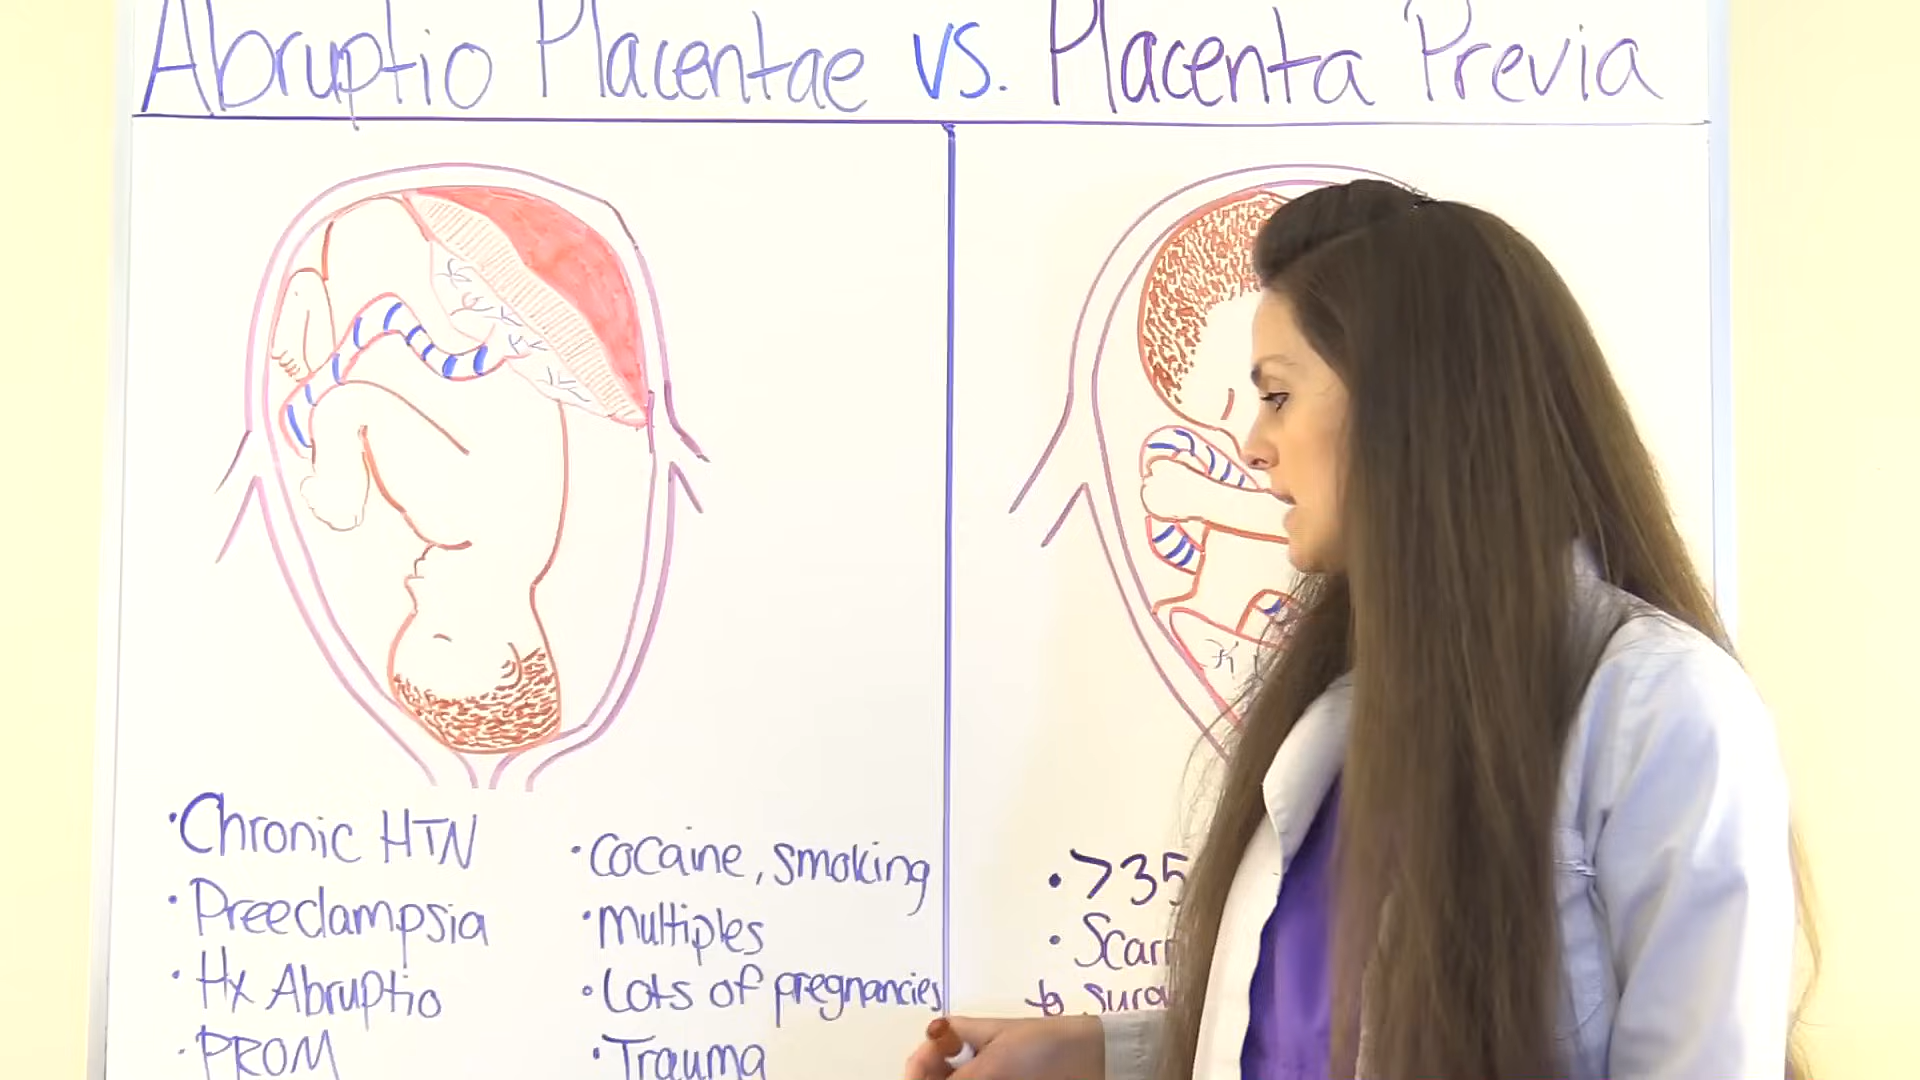 Abruptio Placentae vs. Placenta Previa
• Chronic HTN
• Preeclampsia
• Hx Abruptio
• PROM
• Cocaine, smoking
• Multiples
• Lots of pregnancies
• Trauma
• >35